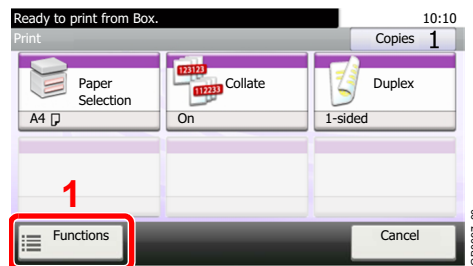 Ready to print from Box.
10:10
Print
Copies 1
123123
112233
Paper
Selection
Collate
Duplex
A4
On
1-sided
1
Functions
Cancel